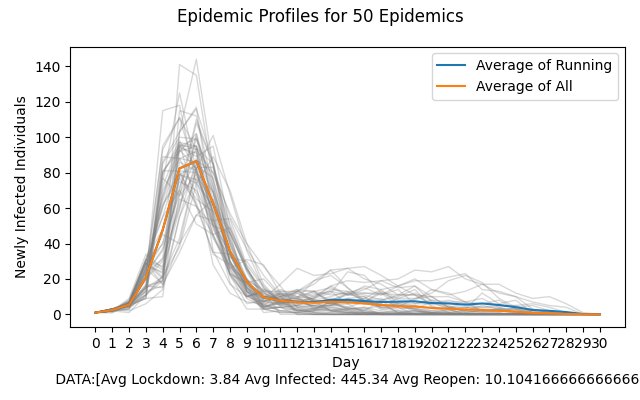 Epidemic Profiles for 50 Epidemics
Average of Running
Average of All
Newly Infected Individuals
140
120
100
80
60
40
20
0
0 1 2 3 4 5 6 7 8 9 10 11 12 13 14 15 16 17 18 19 20 21 22 23 24 25 26 27 28 29 30
Day
DATA:[Avg Lockdown: 3.84 Avg Infected: 445.34 Avg Reopen: 10.104166666666666